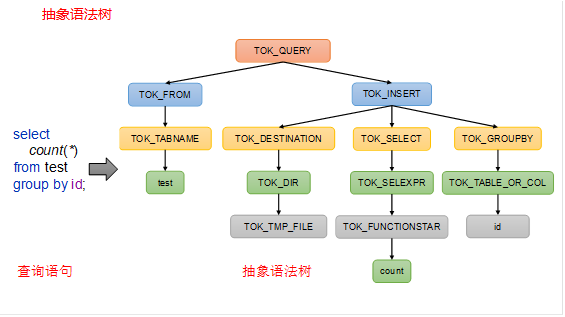 抽象语法树
TOK_QUERY
TOK_FROM
TOK_INSERT
TOK_TABNAME
TOK_DESTINATION
TOK_SELECT
TOK_GROUPBY
select
count(*)
from test
group by id;
test
TOK_DIR
TOK_SELEXPR
TOK_TABLE_OR_COL
TOK_TMP_FILE
TOK_FUNCTIONSTAR
id
查询语句
抽象语法树
count